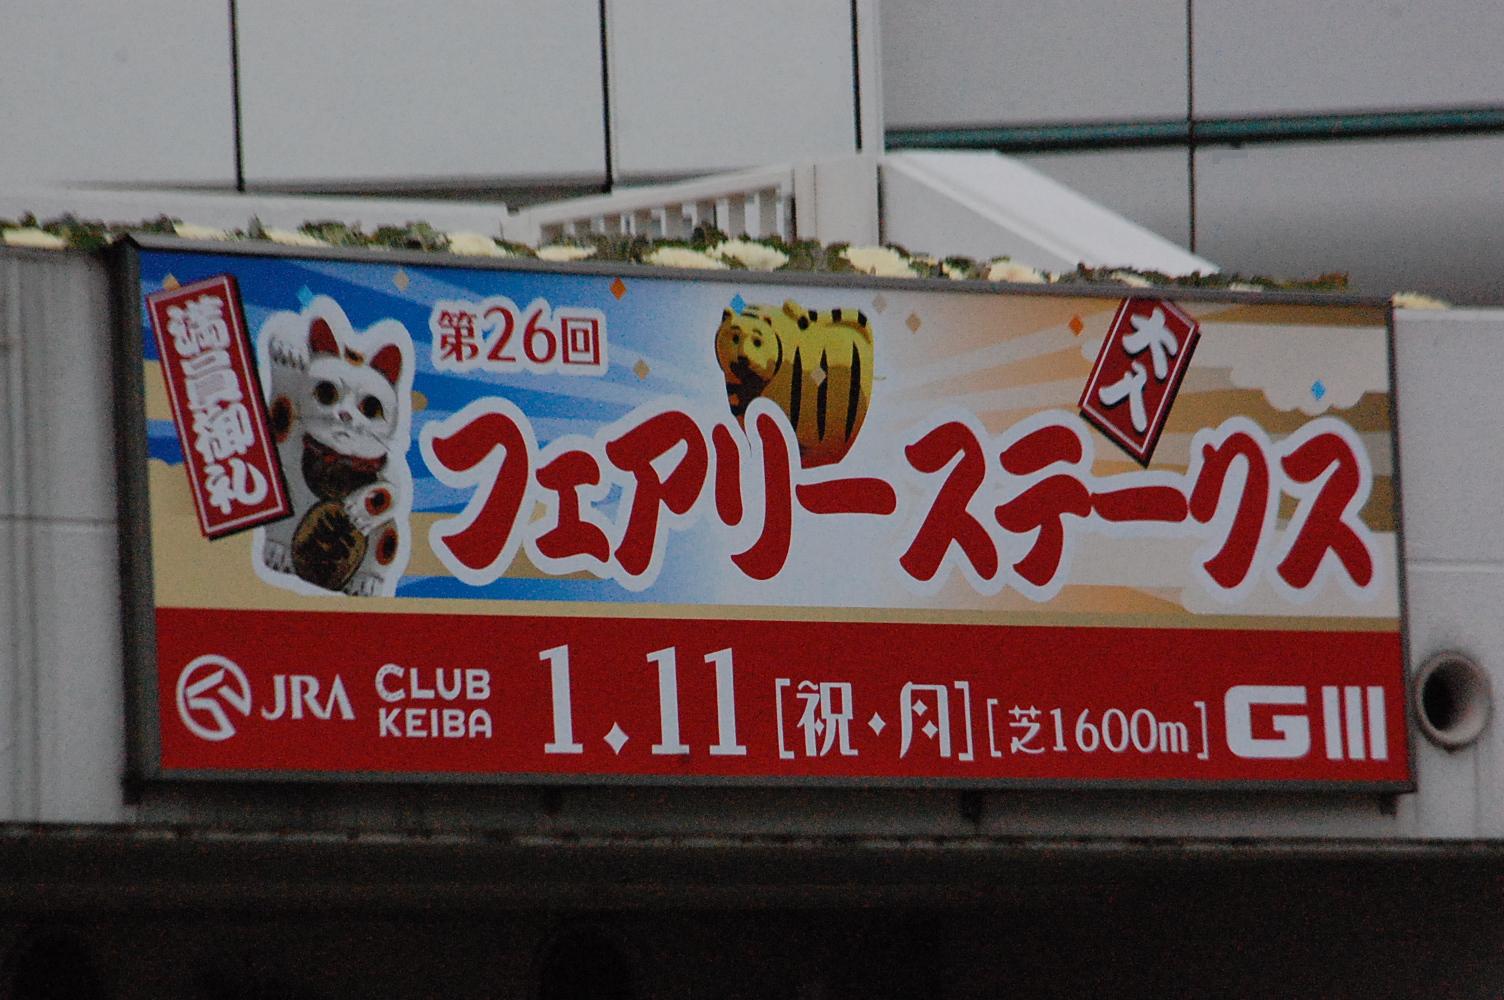 満員御礼
第26回
大入
フェアリーステークス
JRA CLUB KEIBA 1.11 [祝・月] [芝1600m] GIII